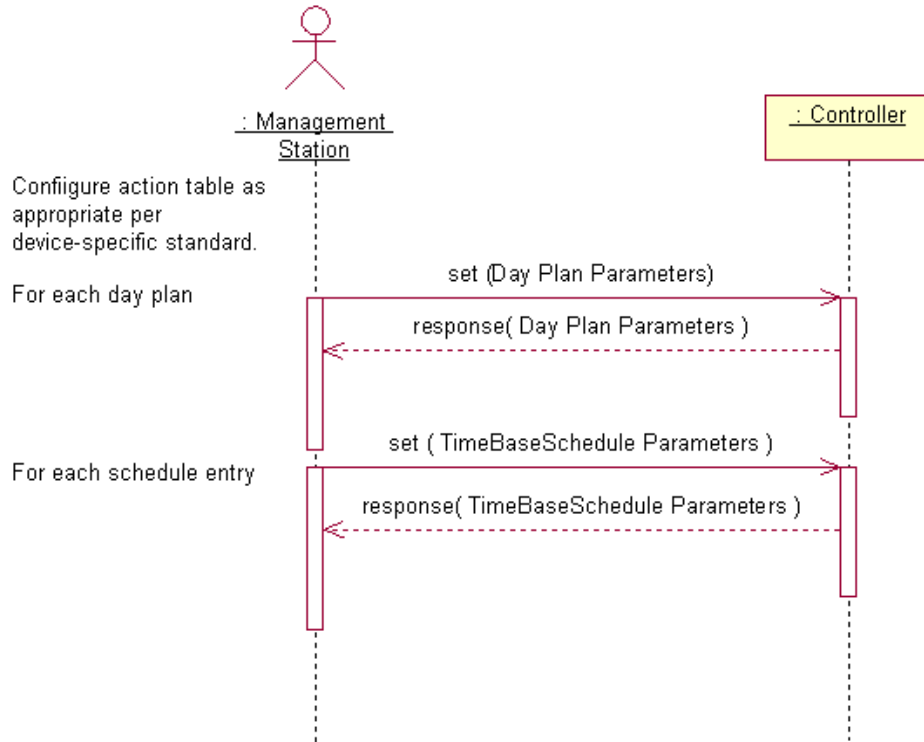 : Management
Station
: Controller
Confiigure action table as
appropriate per
device-specific standard.
set (Day Plan Parameters)
For each day plan
response( Day Plan Parameters )
set ( TimeBaseSchedule Parameters )
For each schedule entry
response( TimeBaseSchedule Parameters )